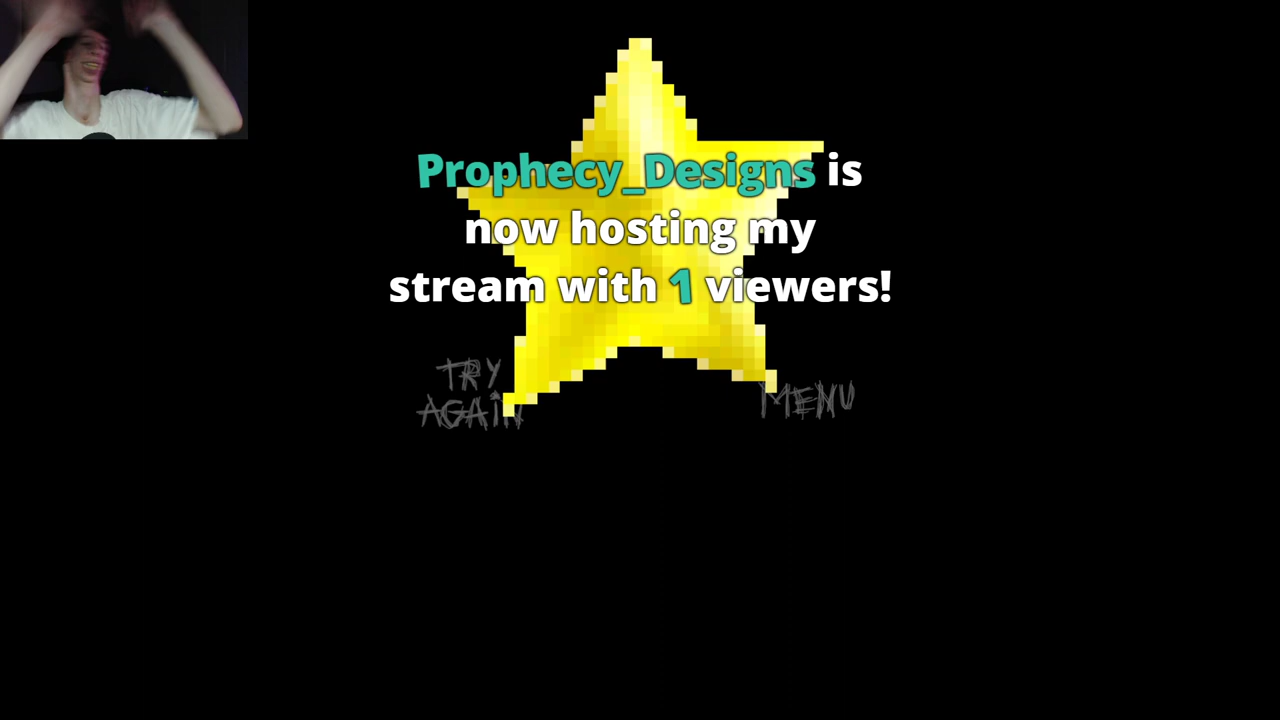 Prophecy_Designs is
now hosting my
stream with 1 viewers!
TRY
AGAIN
MENU